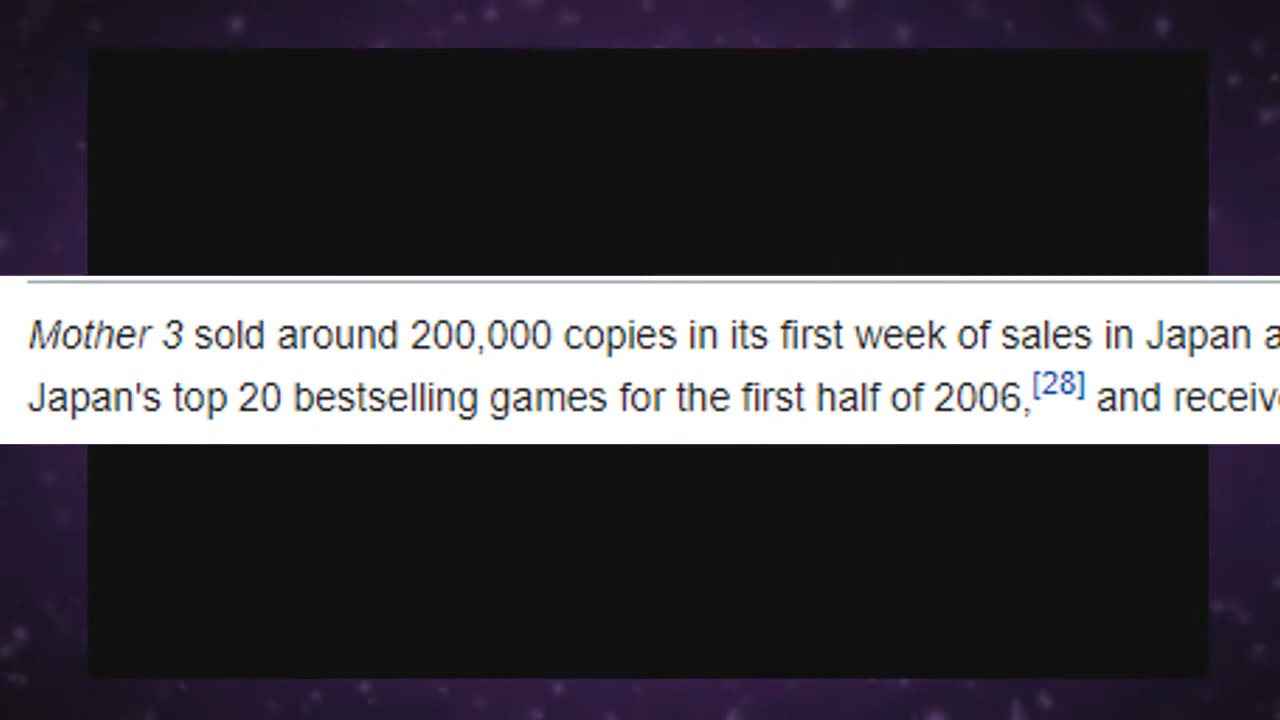 Mother 3 sold around 200,000 copies in its first week of sales in Japan
Japan's top 20 bestselling games for the first half of 2006,[28] and